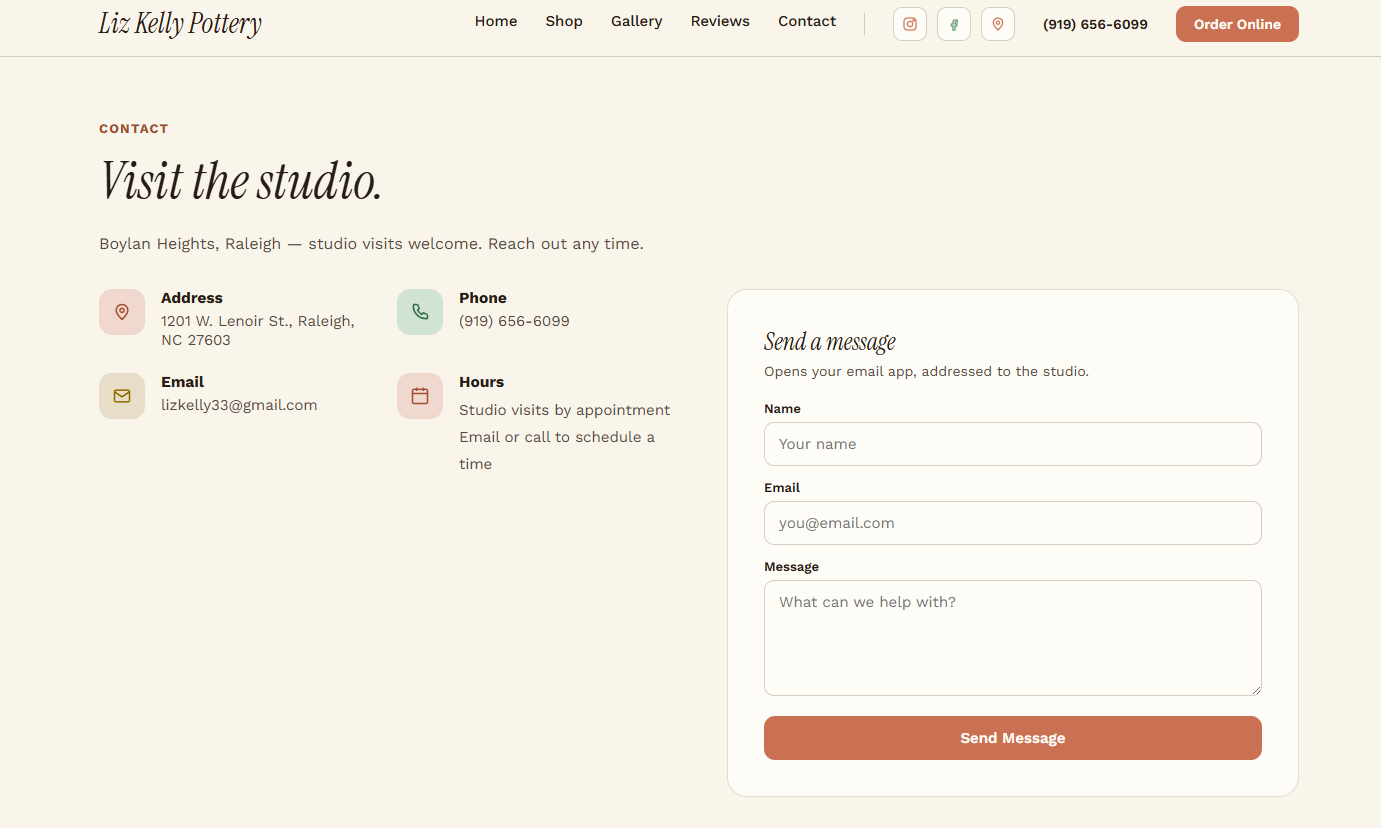 Liz Kelly Pottery
Home
Shop
Gallery
Reviews
Contact
(919) 656-6099
Order Online
CONTACT
Visit the studio.
Boylan Heights, Raleigh — studio visits welcome. Reach out any time.
Address
1201 W. Lenoir St., Raleigh,
NC 27603
Phone
(919) 656-6099
Email
lizkelly33@gmail.com
Hours
Studio visits by appointment
Email or call to schedule a
time
Send a message
Opens your email app, addressed to the studio.
Name
Your name
Email
you@email.com
Message
What can we help with?
Send Message